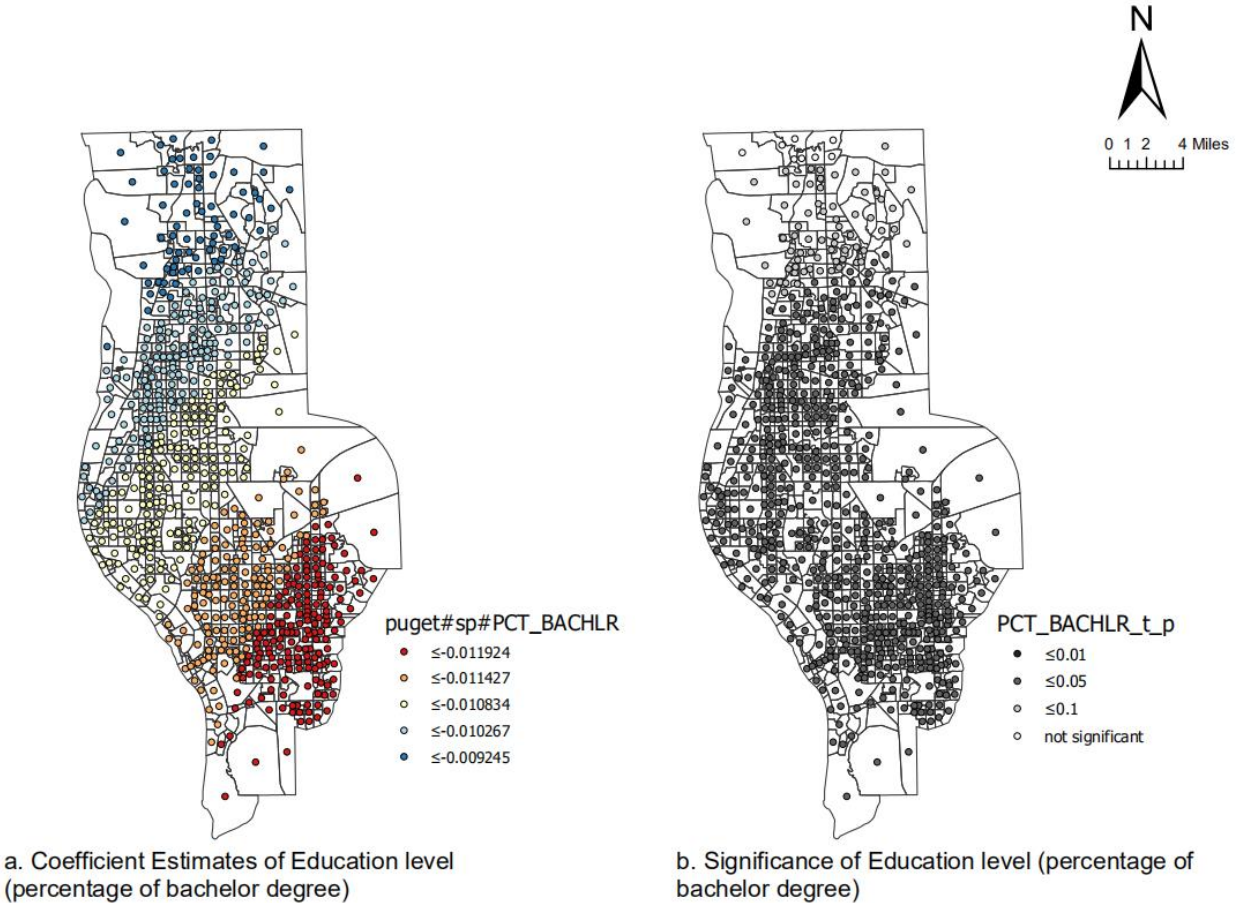 N
0 1 2 4 Miles
puget#sp#PCT_BACHLR
≤-0.011924
≤-0.011427
≤-0.010834
≤-0.010267
≤-0.009245
PCT_BACHLR_t_p
≤0.01
≤0.05
≤0.1
not significant
a. Coefficient Estimates of Education level
(percentage of bachelor degree)
b. Significance of Education level (percentage of
bachelor degree)